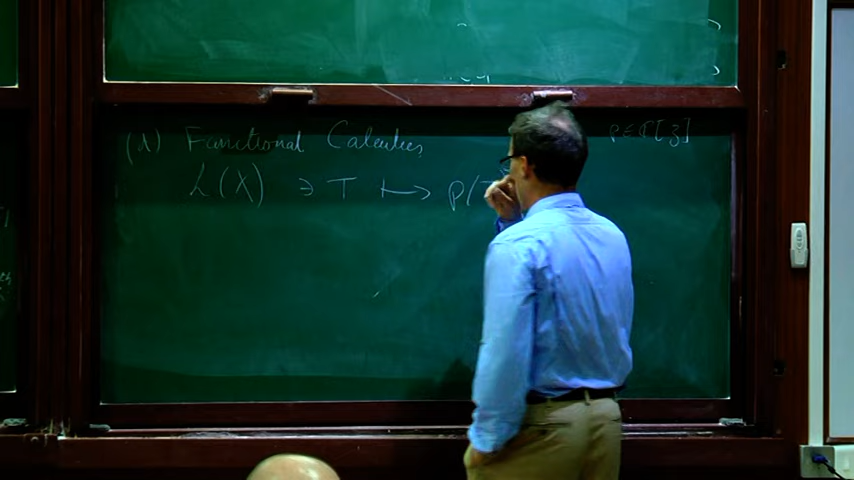 (d) Functional Calculus, p ∈ ℂ[z]
L(X) ∋ T ⟼ p(T